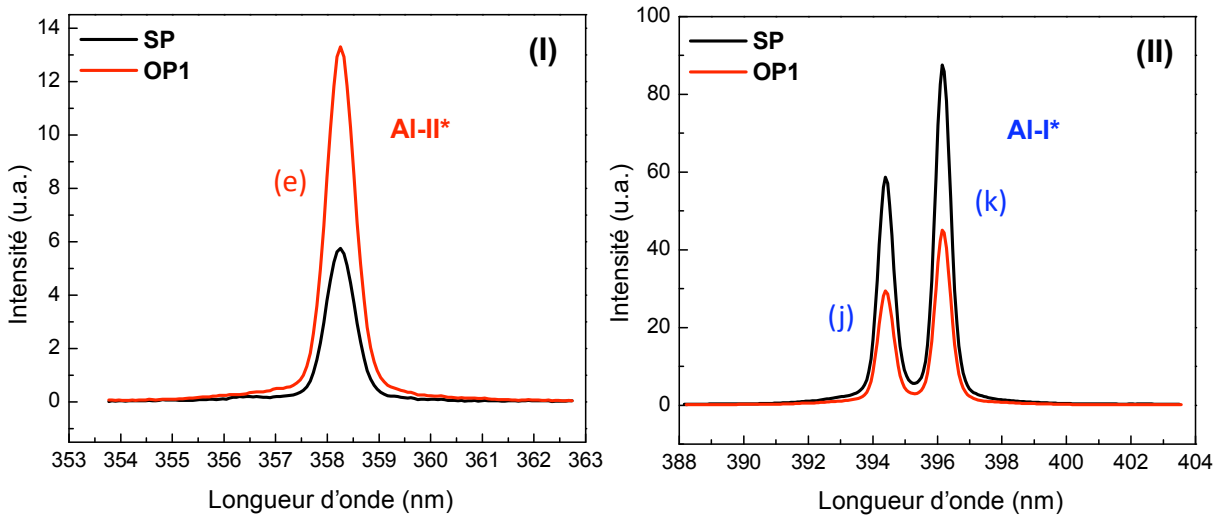 SP
OP1
(I)
Al-II*
(e)
14
12
10
8
6
4
2
0
Intensité (u.a.)
353 354 355 356 357 358 359 360 361 362 363
Longueur d'onde (nm)
SP
OP1
(II)
Al-I*
(k)
(j)
100
80
60
40
20
0
Intensité (u.a.)
388 390 392 394 396 398 400 402 404
Longueur d'onde (nm)